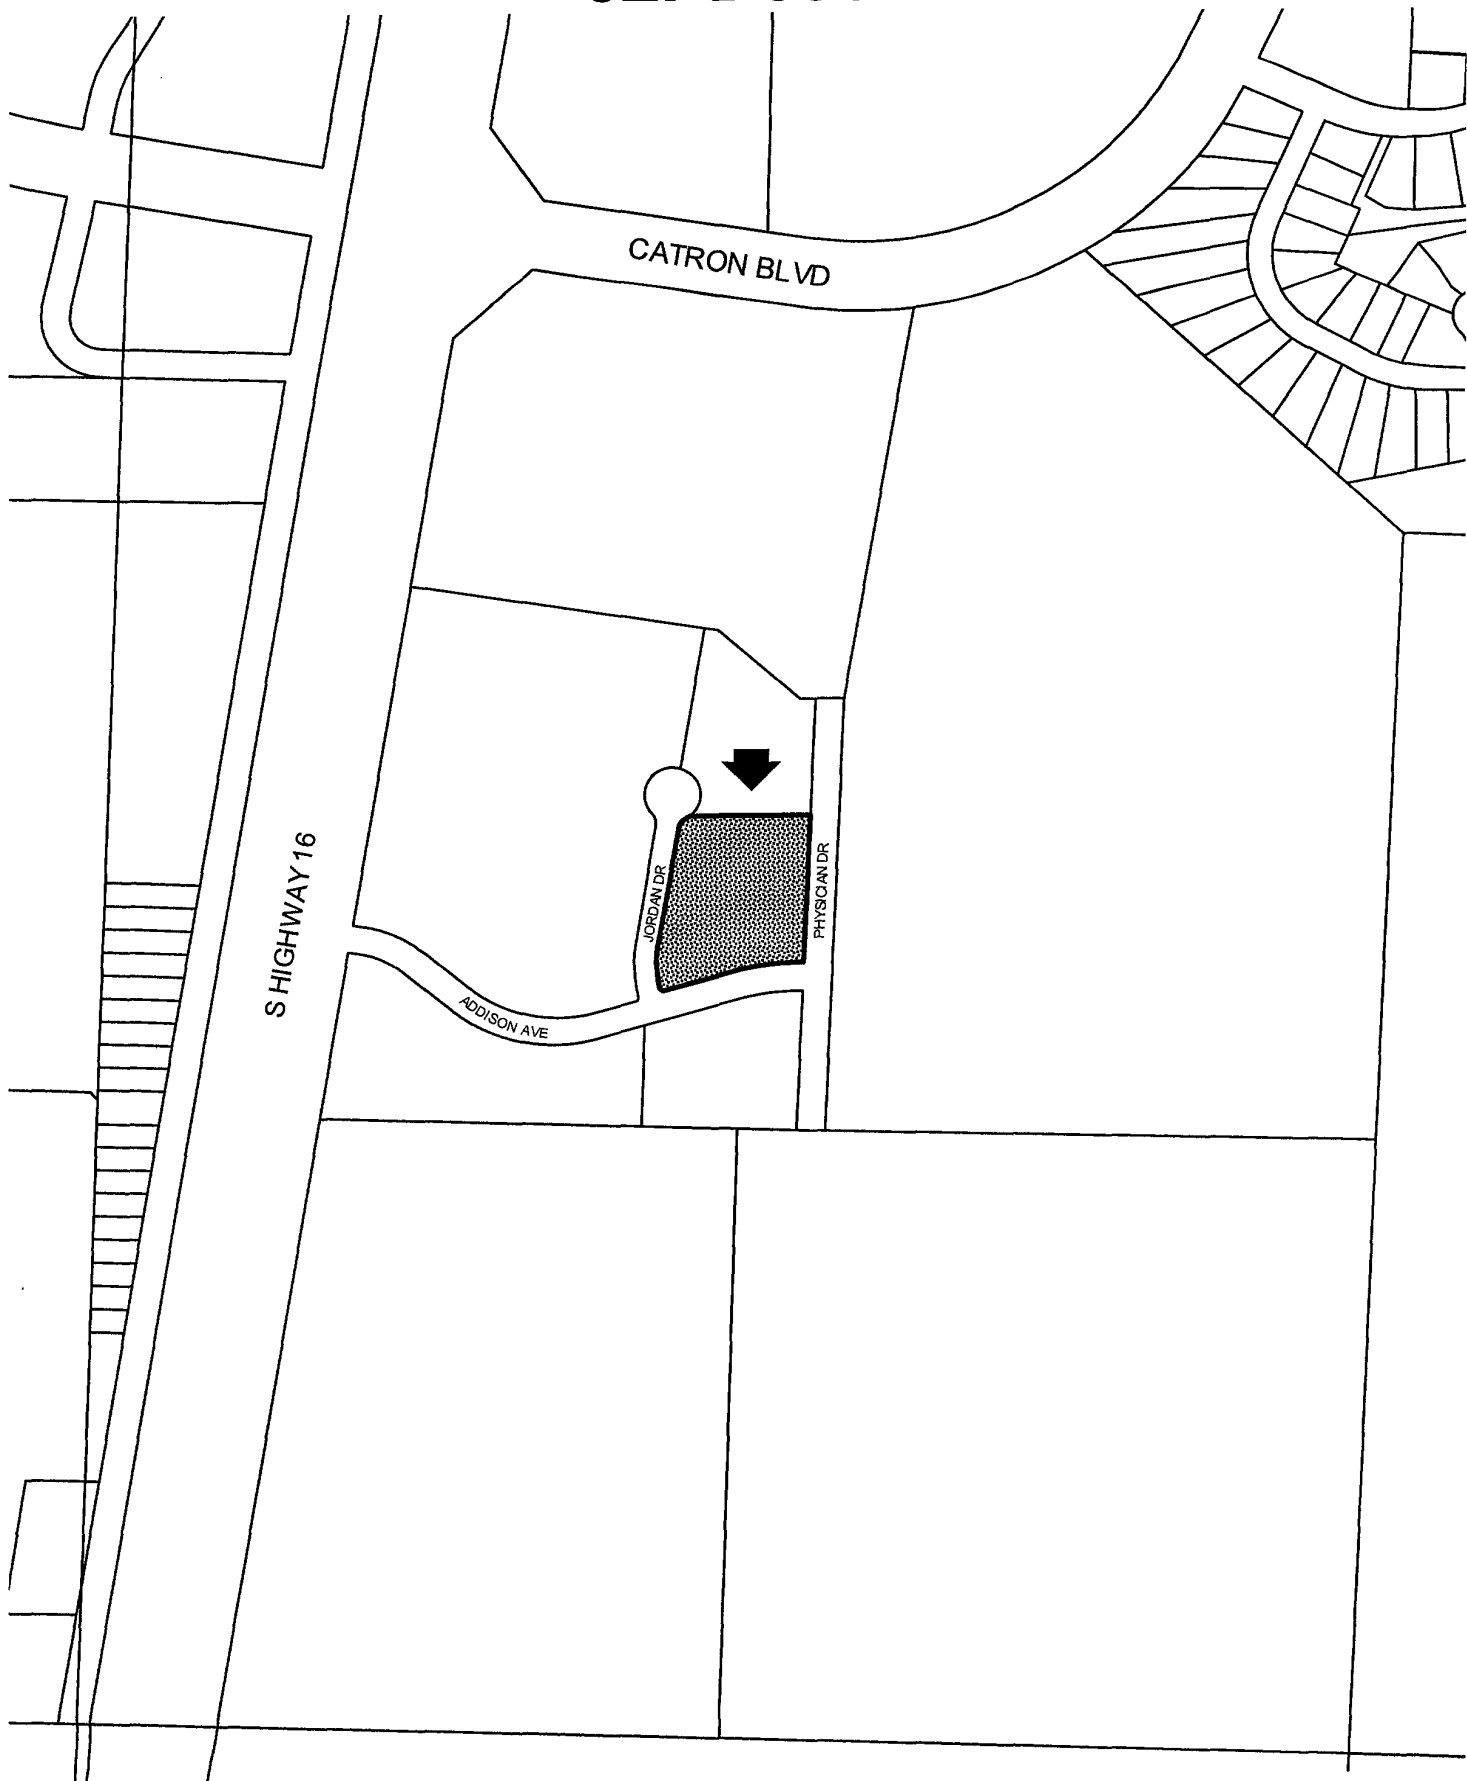 CATRON BLVD
S HIGHWAY 16
JORDAN DR
PHYSICIAN DR
ADDISON AVE